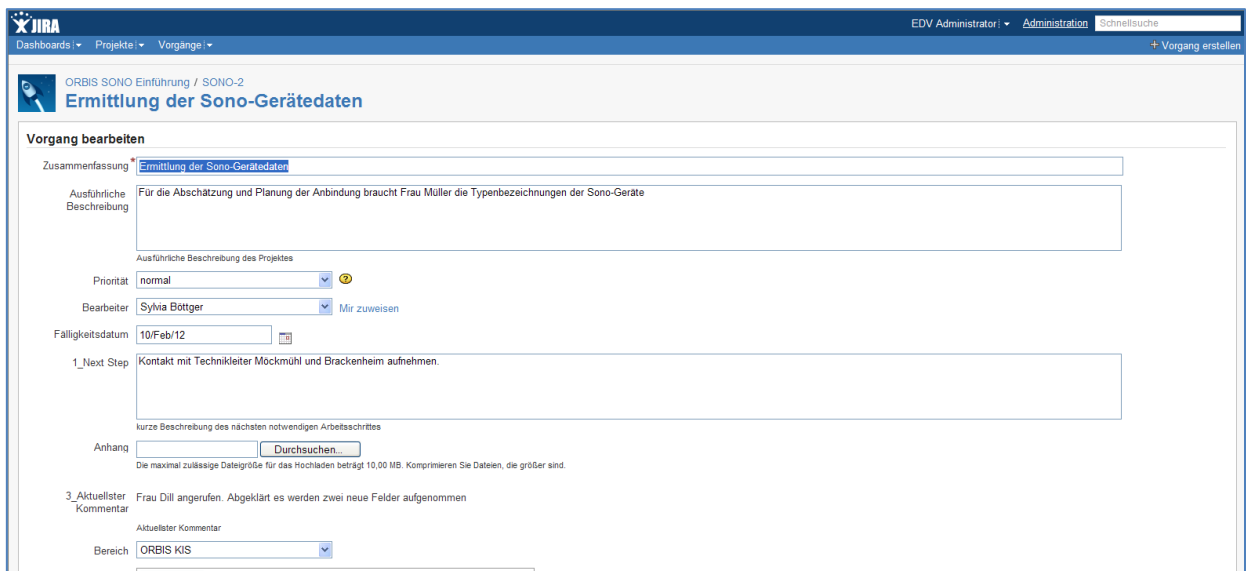 JIRA EDV Administrator Administration Schnellsuche
Dashboards Projekte Vorgänge + Vorgang erstellen
ORBIS SONO Einführung / SONO-2
Ermittlung der Sono-Gerätedaten
Vorgang bearbeiten
Zusammenfassung * Ermittlung der Sono-Gerätedaten
Ausführliche Beschreibung Für die Abschätzung und Planung der Anbindung braucht Frau Müller die Typenbezeichnungen der Sono-Geräte
Ausführliche Beschreibung des Projektes
Priorität normal ?
Bearbeiter Sylvia Böttger Mir zuweisen
Fälligkeitsdatum 10/Feb/12
1_Next Step Kontakt mit Technikleiter Möckmühl und Brackenheim aufnehmen.
kurze Beschreibung des nächsten notwendigen Arbeitsschrittes
Anhang Durchsuchen...
Die maximal zulässige Dateigröße für das Hochladen beträgt 10,00 MB. Komprimieren Sie Dateien, die größer sind.
3_Aktuellster Kommentar Frau Dill angerufen. Abgeklärt es werden zwei neue Felder aufgenommen
Aktuellster Kommentar
Bereich ORBIS KIS